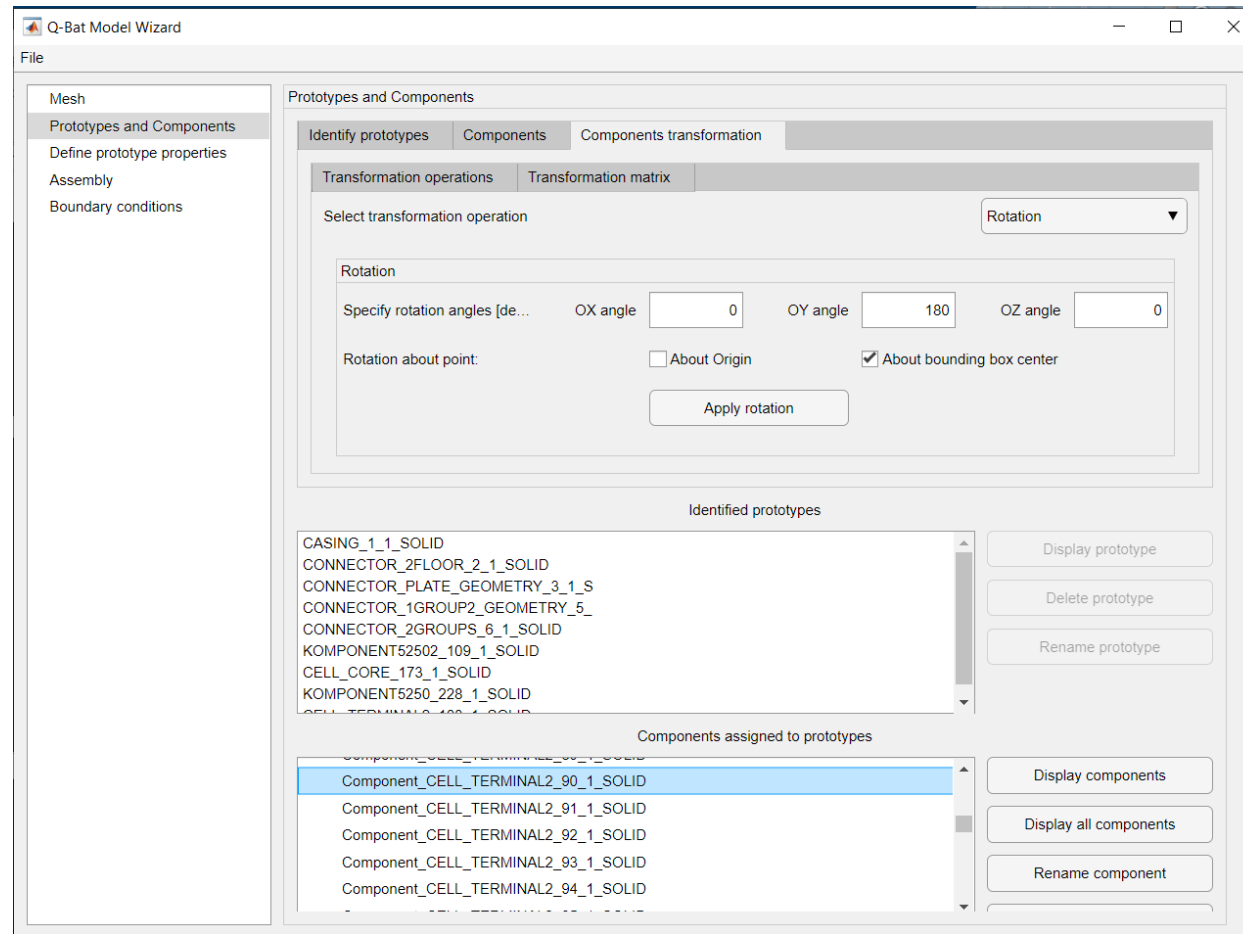 Q-Bat Model Wizard
File
Mesh
Prototypes and Components
Define prototype properties
Assembly
Boundary conditions
Prototypes and Components
Identify prototypes Components Components transformation
Transformation operations Transformation matrix
Select transformation operation Rotation
Rotation
Specify rotation angles [de... OX angle 0 OY angle 180 OZ angle 0
Rotation about point: About Origin About bounding box center
Apply rotation
Identified prototypes
CASING_1_1_SOLID
CONNECTOR_2FLOOR_2_1_SOLID
CONNECTOR_PLATE_GEOMETRY_3_1_S
CONNECTOR_1GROUP2_GEOMETRY_5_
CONNECTOR_2GROUPS_6_1_SOLID
KOMPONENT52502_109_1_SOLID
CELL_CORE_173_1_SOLID
KOMPONENT5250_228_1_SOLID
Display prototype
Delete prototype
Rename prototype
Components assigned to prototypes
Component_CELL_TERMINAL2_90_1_SOLID
Component_CELL_TERMINAL2_91_1_SOLID
Component_CELL_TERMINAL2_92_1_SOLID
Component_CELL_TERMINAL2_93_1_SOLID
Component_CELL_TERMINAL2_94_1_SOLID
Display components
Display all components
Rename component